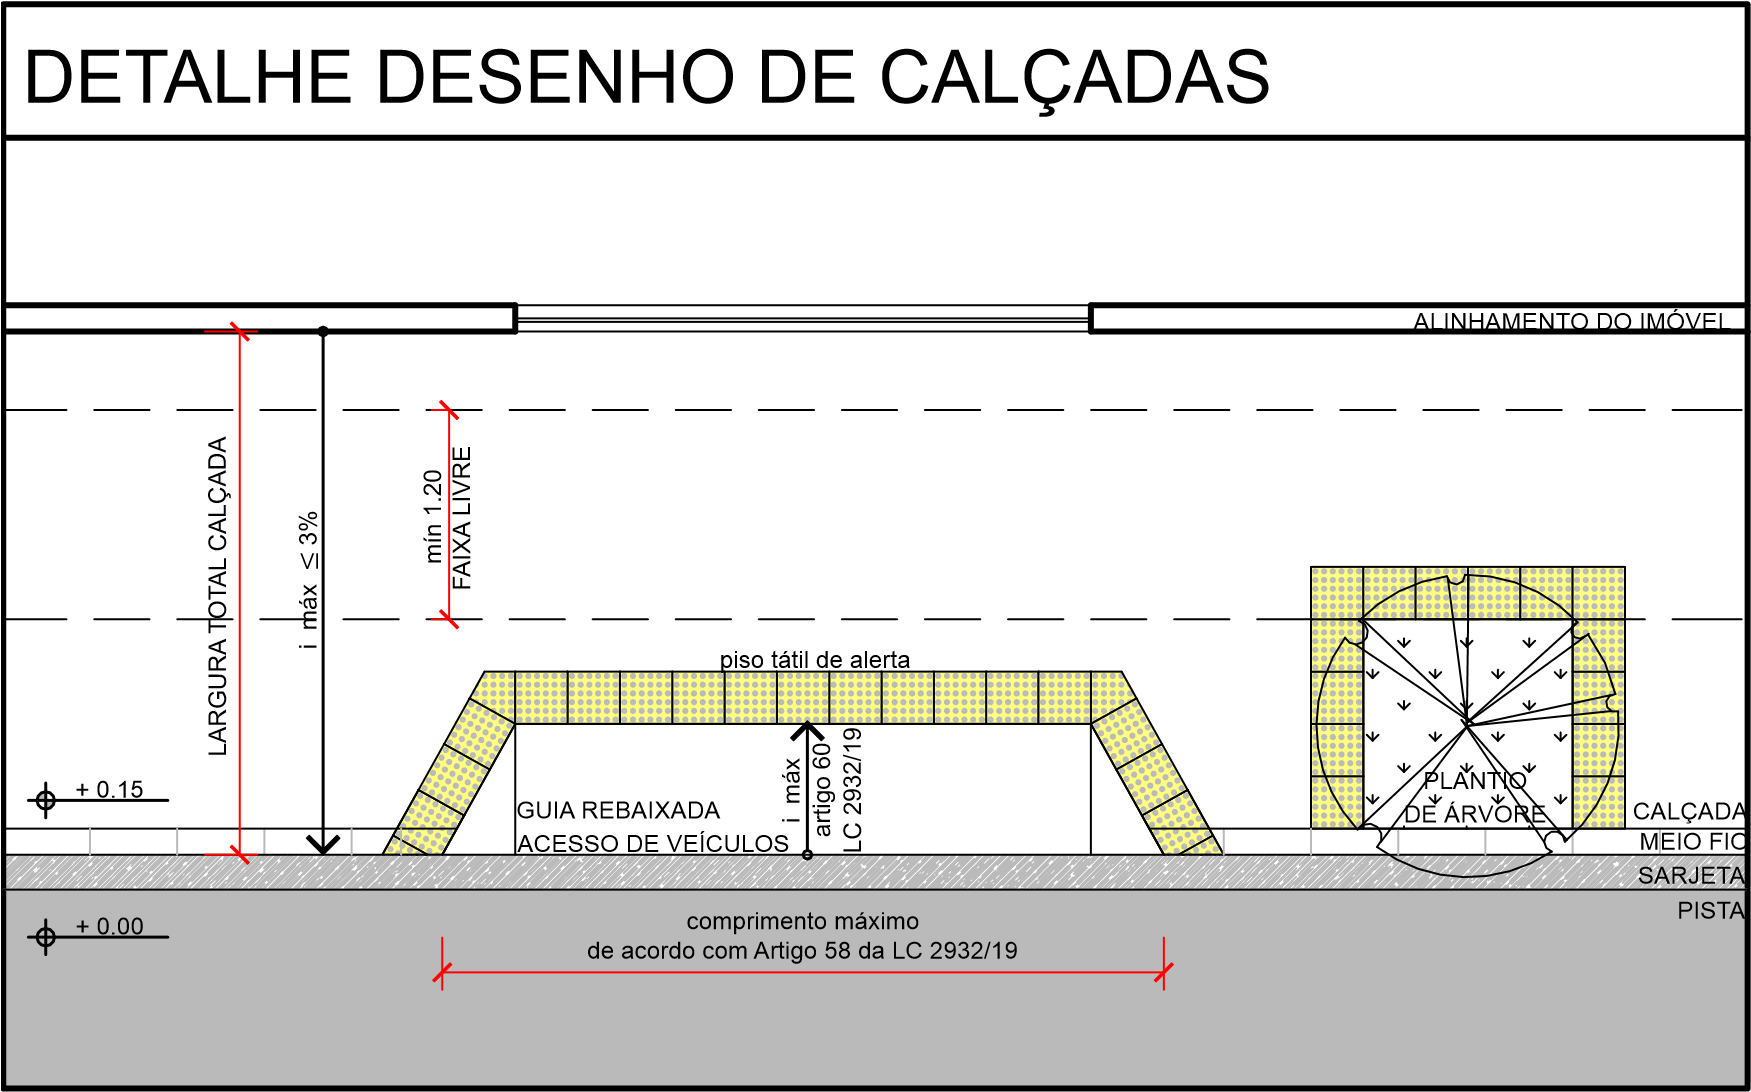 DETALHE DESENHO DE CALÇADAS
ALINHAMENTO DO IMÓVEL
LARGURA TOTAL CALÇADA
i máx ≤ 3%
mín 1.20
FAIXA LIVRE
piso tátil de alerta
i máx
artigo 60
LC 2932/19
GUIA REBAIXADA
ACESSO DE VEÍCULOS
PLANTIO
DE ÁRVORE
+ 0.15
CALÇADA
MEIO FIO
SARJETA
PISTA
+ 0.00
comprimento máximo
de acordo com Artigo 58 da LC 2932/19